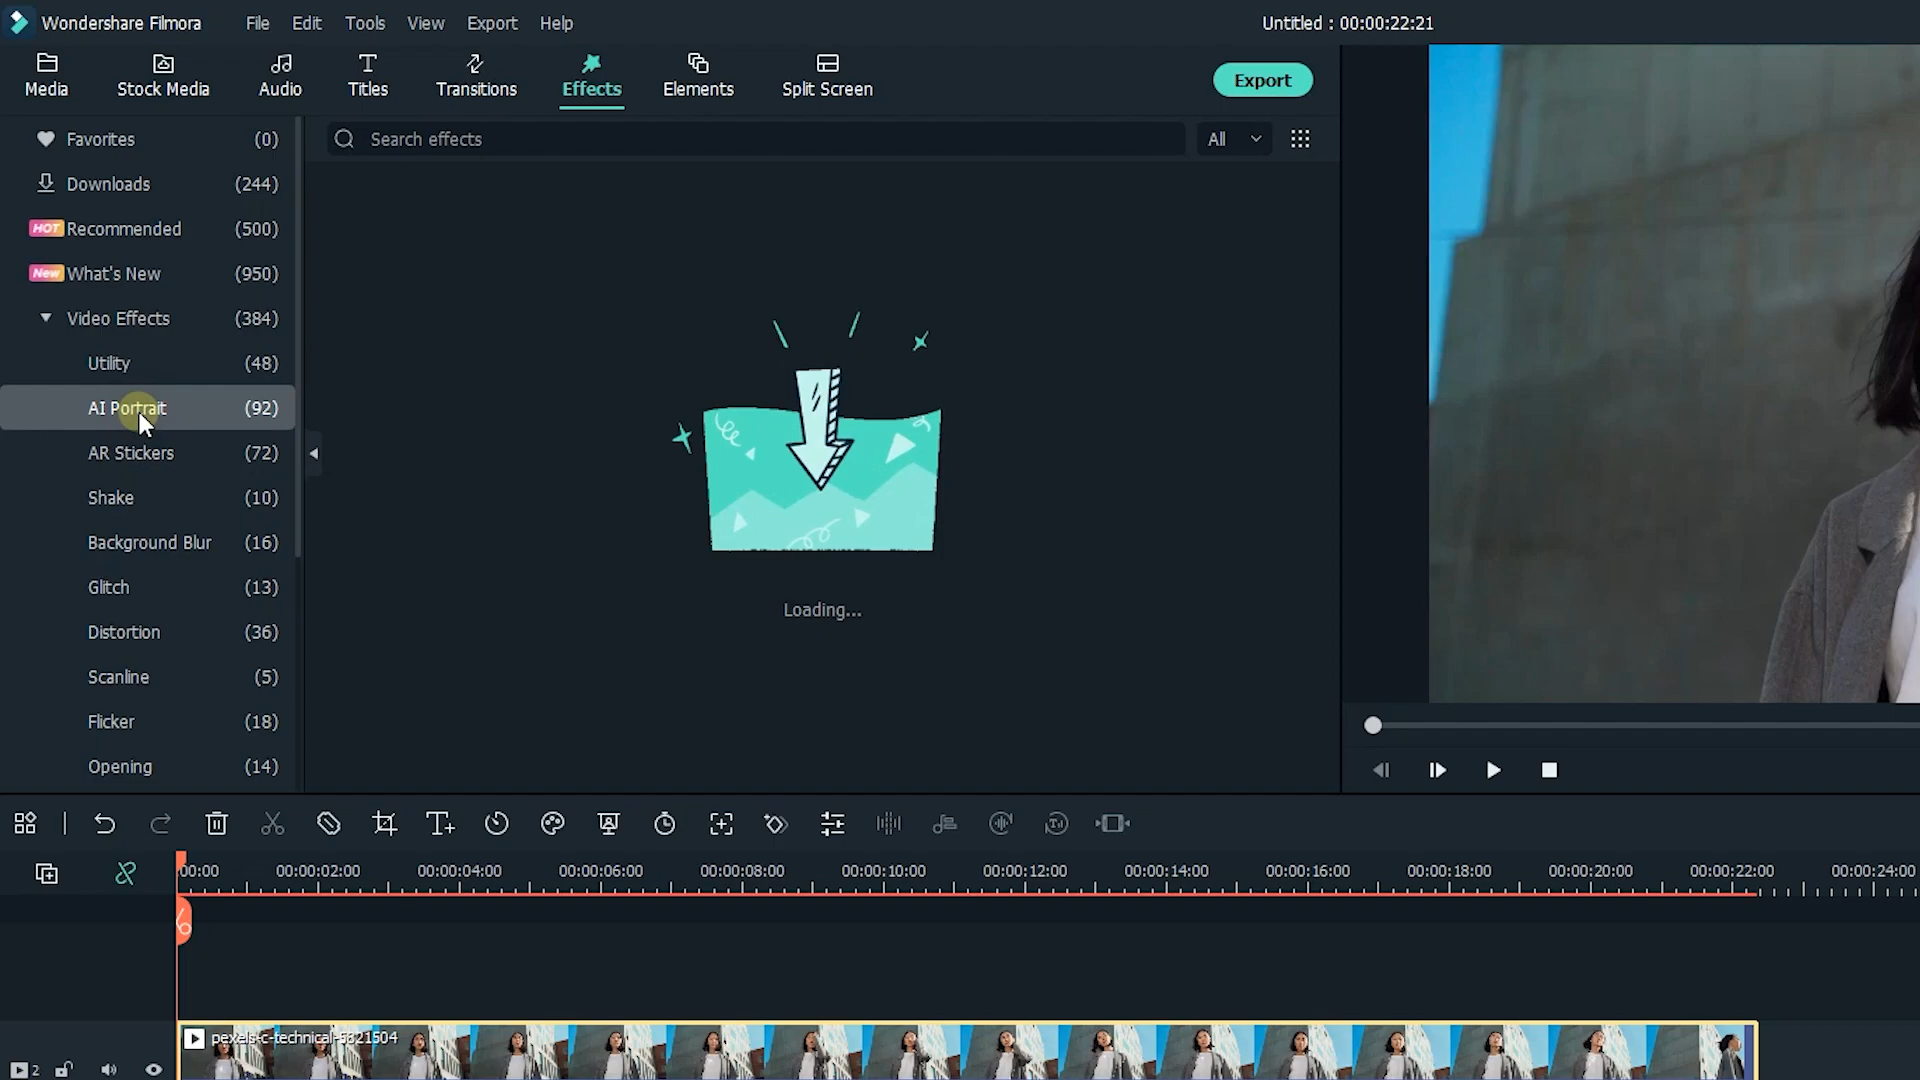 Wondershare Filmora File Edit Tools View Export Help Untitled : 00:00:22:21
Media Stock Media Audio Titles Transitions Effects Elements Split Screen Export
Favorites (0) Search effects All
Downloads (244)
HOT Recommended (500)
New What's New (950)
Video Effects (384)
Utility (48)
AI Portrait (92)
AR Stickers (72)
Shake (10)
Background Blur (16)
Glitch (13)
Loading...
Distortion (36)
Scanline (5)
Flicker (18)
Opening (14)
00:00 00:00:02:00 00:00:04:00 00:00:06:00 00:00:08:00 00:00:10:00 00:00:12:00 00:00:14:00 00:00:16:00 00:00:18:00 00:00:20:00 00:00:22:00 00:00:24:00
pexels-c-technical-5821504
2